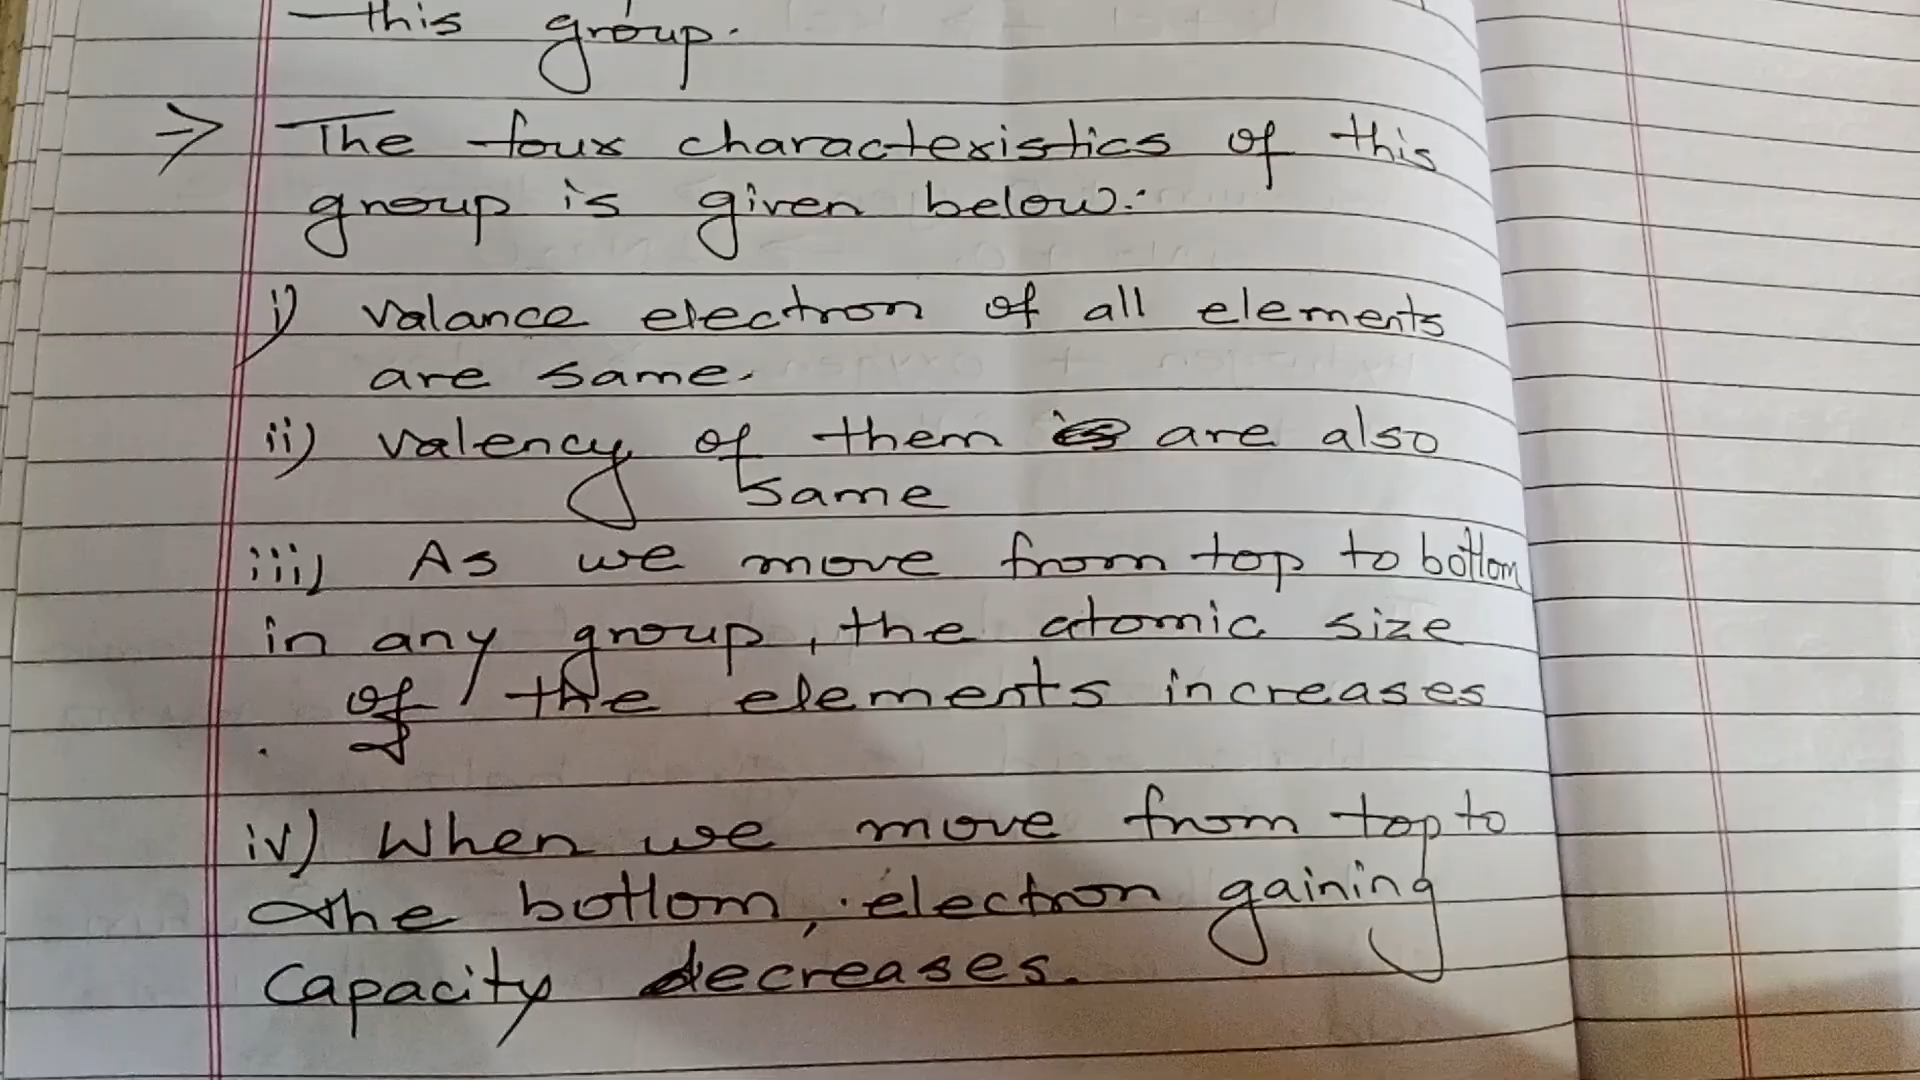 this group.
⇒ The four characteristics of this
group is given below:
i) valance electron of all elements
are same.
ii) valency of them are also
same
iii) As we move from top to bottom
in any group, the atomic size
of the elements increases
iv) When we move from top to
the bottom, electron gaining
capacity decreases.